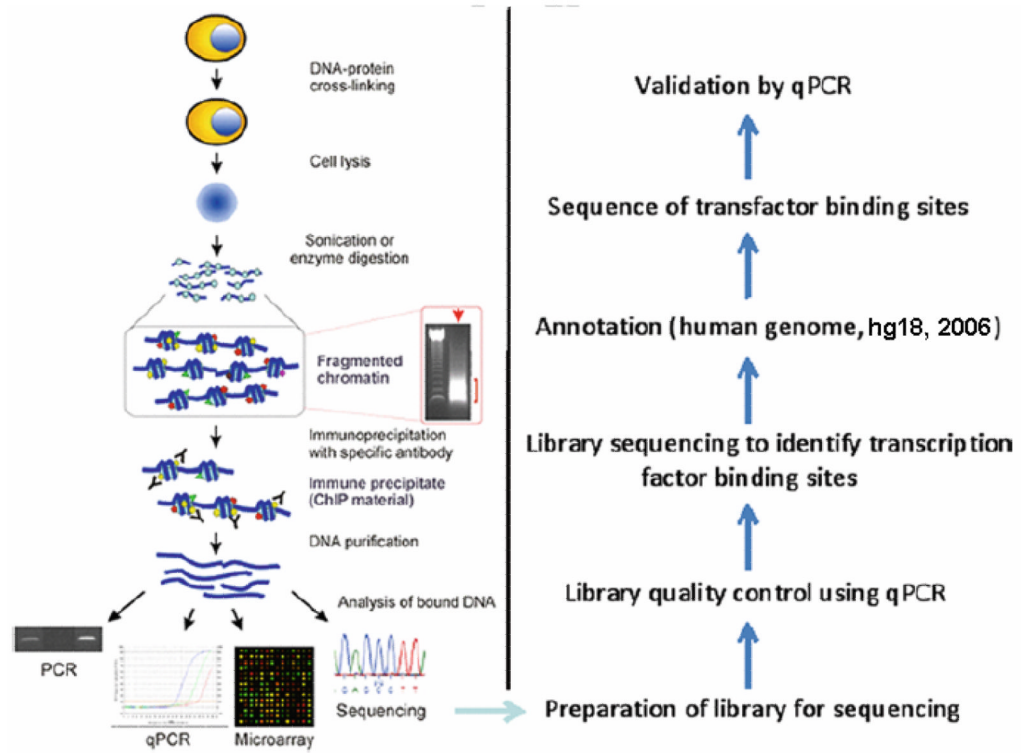 DNA-protein
cross-linking
Cell lysis
Sonication or
enzyme digestion
Fragmented
chromatin
Immunoprecipitation
with specific antibody
Immune precipitate
(ChIP material)
DNA purification
Analysis of bound DNA
PCR
qPCR
Microarray
Sequencing
Validation by qPCR
Sequence of transfactor binding sites
Annotation (human genome, hg18, 2006)
Library sequencing to identify transcription
factor binding sites
Library quality control using qPCR
Preparation of library for sequencing